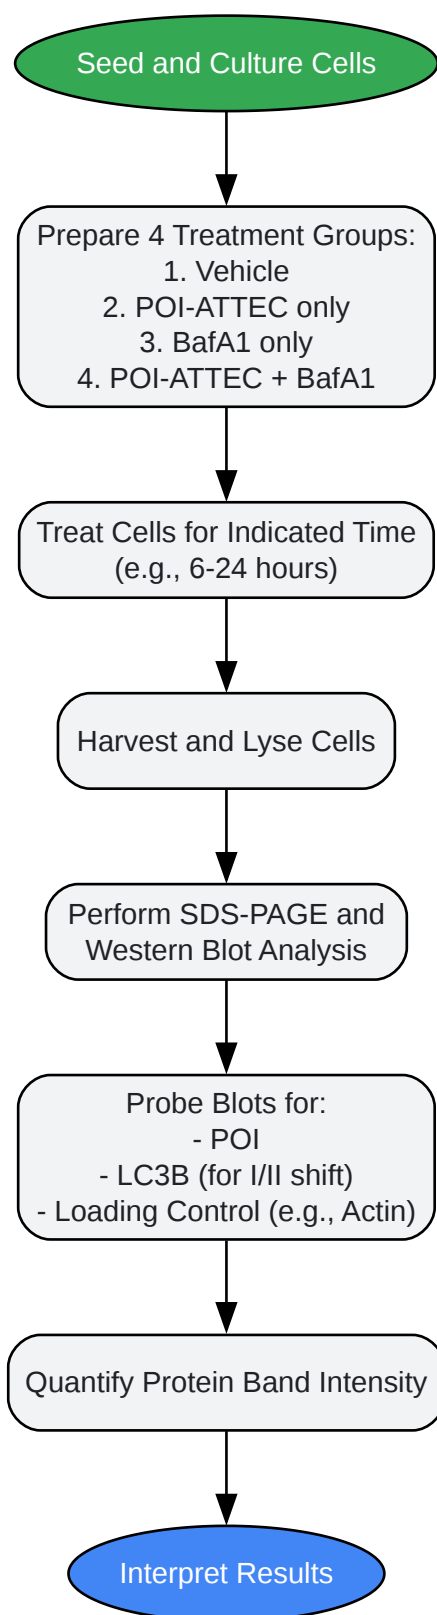 Seed and Culture Cells
Prepare 4 Treatment Groups:
1. Vehicle
2. POI-ATTEC only
3. BafA1 only
4. POI-ATTEC + BafA1
Treat Cells for Indicated Time
(e.g., 6-24 hours)
Harvest and Lyse Cells
Perform SDS-PAGE and
Western Blot Analysis
Probe Blots for:
- POI
- LC3B (for I/II shift)
- Loading Control (e.g., Actin)
Quantify Protein Band Intensity
Interpret Results